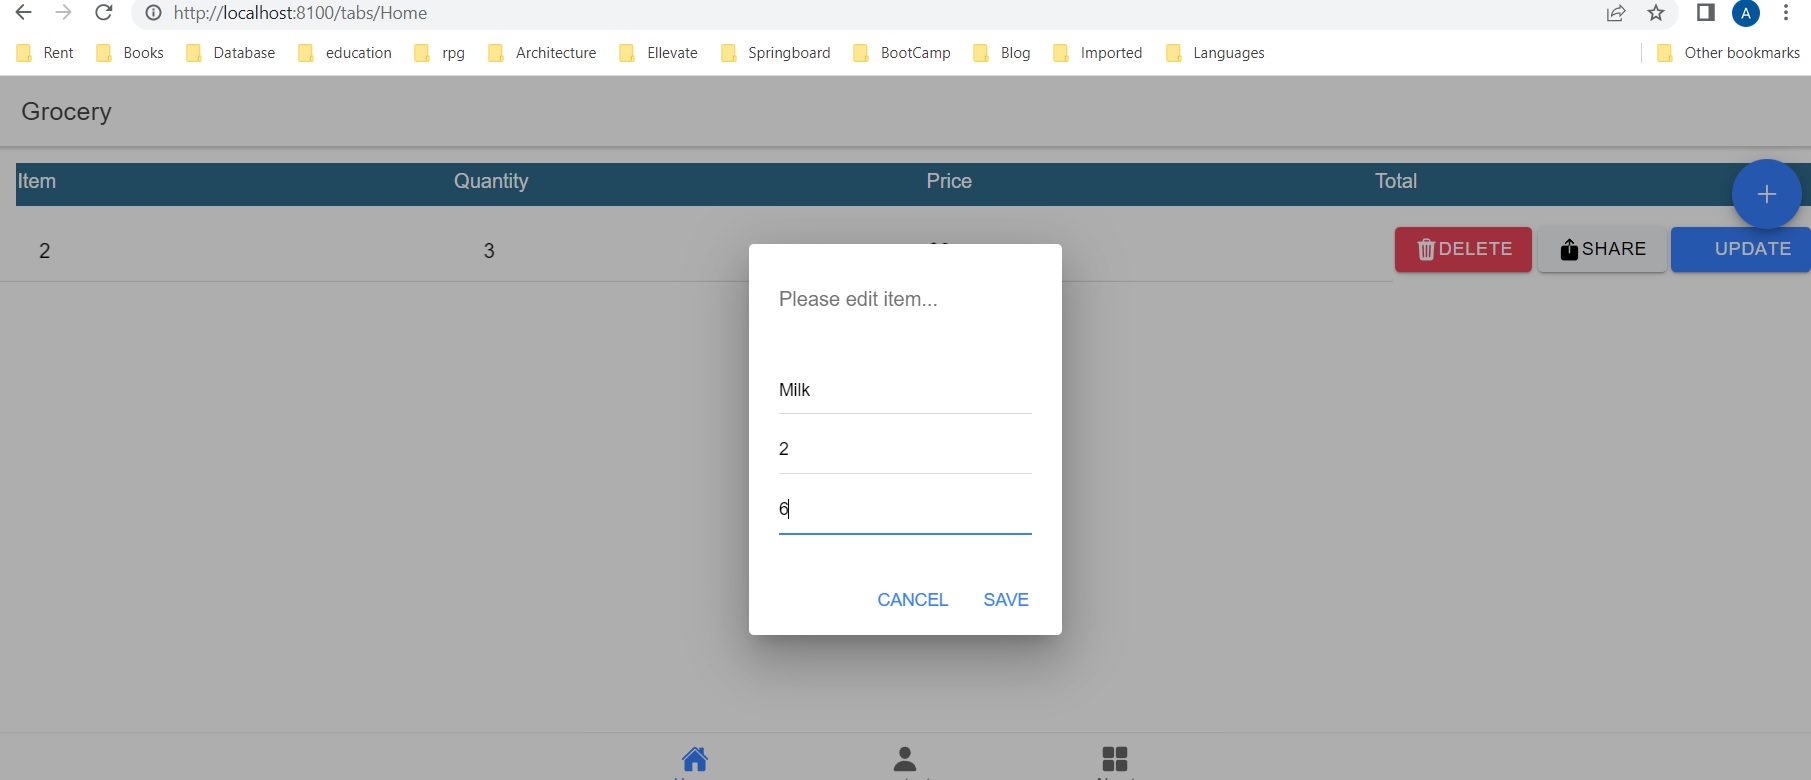 http://localhost:8100/tabs/Home
A
Rent Books Database education rpg Architecture Ellevate Springboard BootCamp Blog Imported Languages Other bookmarks
Grocery
Item Quantity Price Total
+
2 3 DELETE SHARE UPDATE
Please edit item...
Milk
2
6
CANCEL SAVE